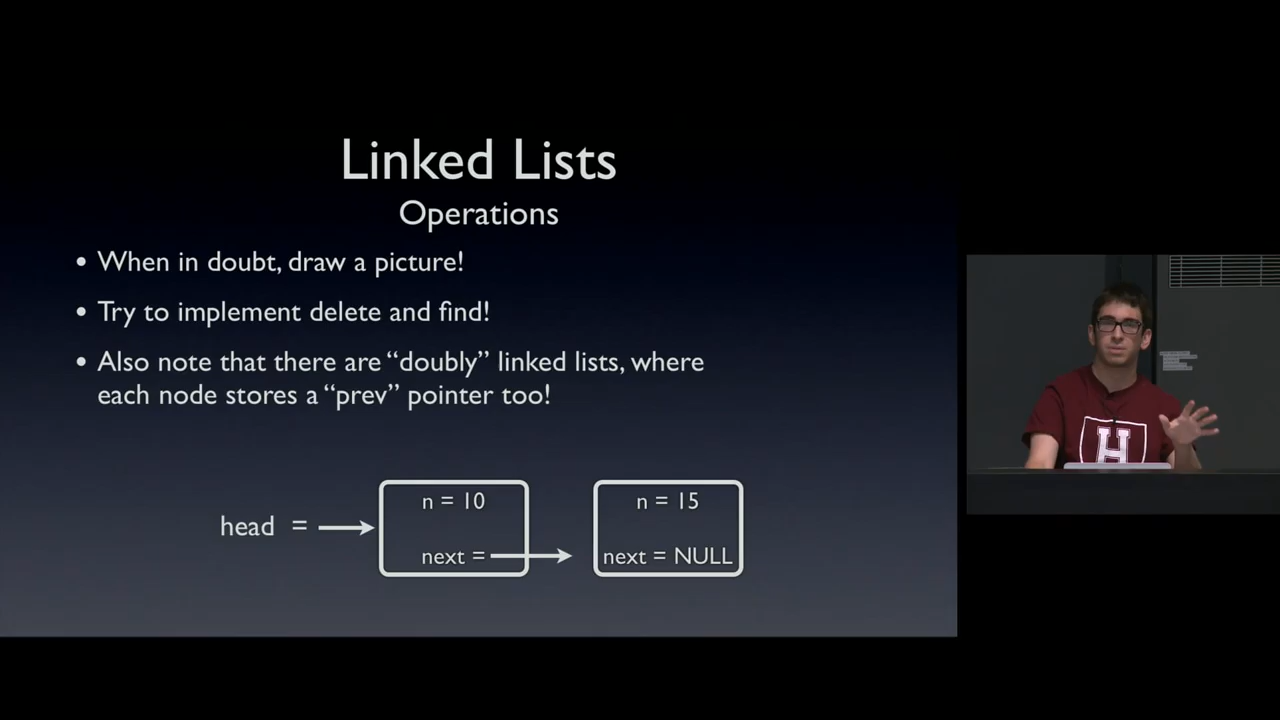 Linked Lists
Operations
• When in doubt, draw a picture!
• Try to implement delete and find!
• Also note that there are “doubly” linked lists, where
each node stores a “prev” pointer too!
head =
n = 10
next =
n = 15
next = NULL
H